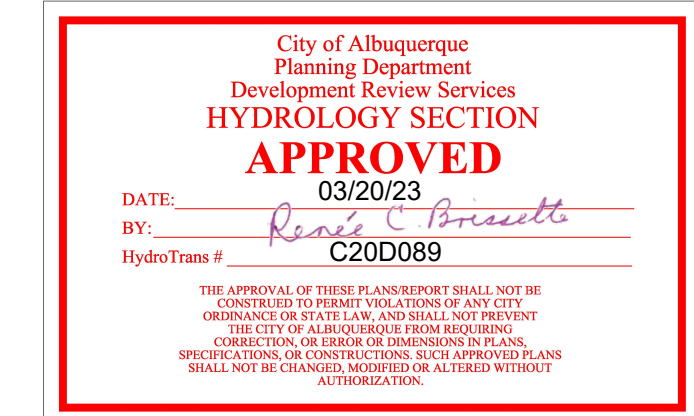 City of Albuquerque
Planning Department
Development Review Services
HYDROLOGY SECTION
APPROVED
DATE: 03/20/23
BY: Renée C. Brissette
HydroTrans # C20D089
THE APPROVAL OF THESE PLANS/REPORT SHALL NOT BE
CONSTRUED TO PERMIT VIOLATIONS OF ANY CITY
ORDINANCE OR STATE LAW, AND SHALL NOT PREVENT
THE CITY OF ALBUQUERQUE FROM REQUIRING
CORRECTION, OR ERROR OR DIMENSIONS IN PLANS,
SPECIFICATIONS, OR CONSTRUCTIONS. SUCH APPROVED PLANS
SHALL NOT BE CHANGED, MODIFIED OR ALTERED WITHOUT
AUTHORIZATION.